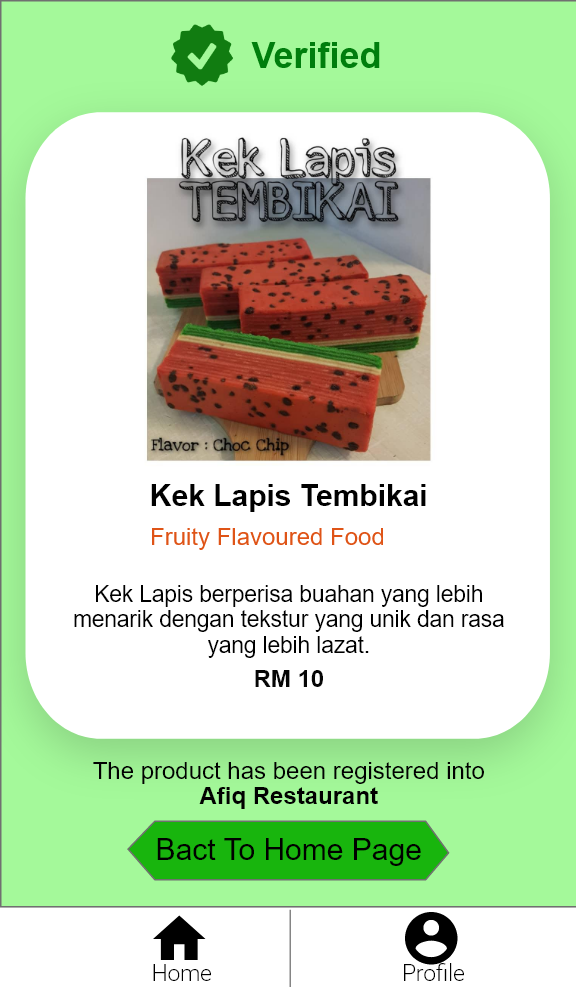 Verified
Kek Lapis
TEMBIKAI
Flavor : Choc Chip
Kek Lapis Tembikai
Fruity Flavoured Food
Kek Lapis berperisa buahan yang lebih
menarik dengan tekstur yang unik dan rasa
yang lebih lazat.
RM 10
The product has been registered into
Afiq Restaurant
Bact To Home Page
Home
Profile